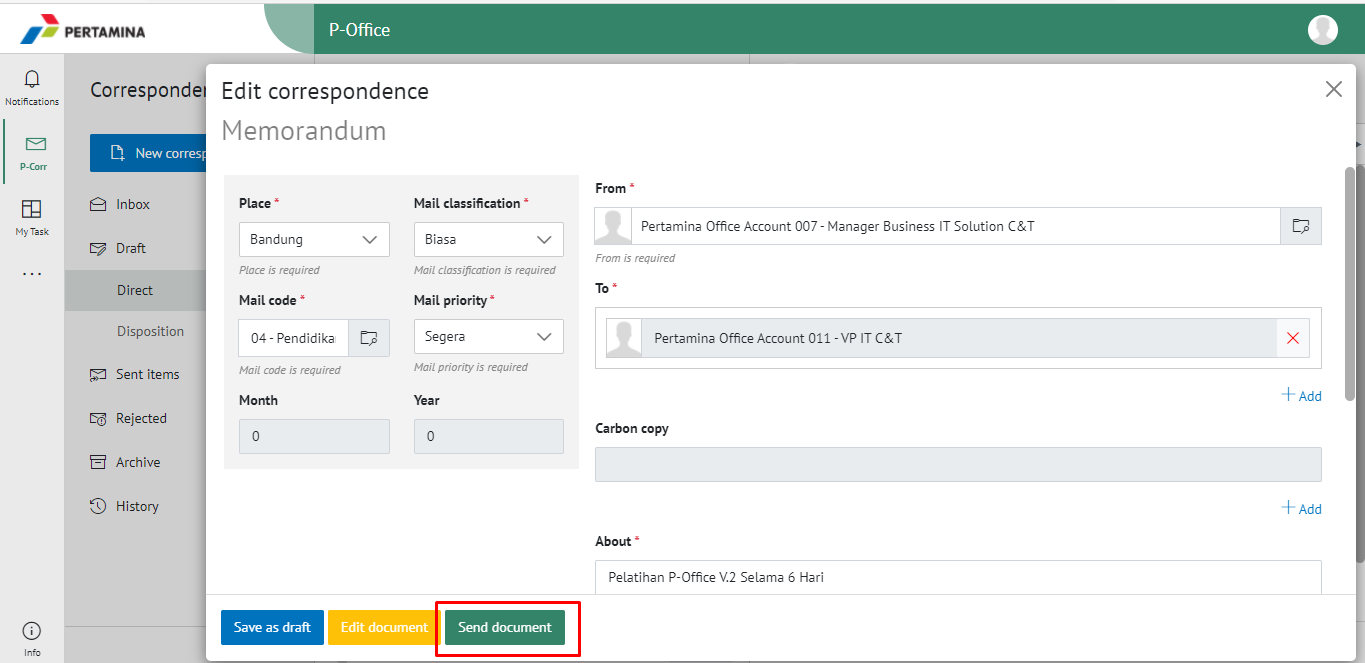 PERTAMINA
P-Office
Notifications
P-Corr
My Task
...
Info
New corresp
Inbox
Draft
Direct
Disposition
Sent items
Rejected
Archive
History
Edit correspondence
Memorandum
Place *
Bandung
Place is required
Mail classification *
Biasa
Mail classification is required
Mail code *
04 - Pendidika
Mail code is required
Mail priority *
Segera
Mail priority is required
Month
0
Year
0
From *
Pertamina Office Account 007 - Manager Business IT Solution C&T
From is required
To *
Pertamina Office Account 011 - VP IT C&T
+ Add
Carbon copy
+ Add
About *
Pelatihan P-Office V.2 Selama 6 Hari
Save as draft
Edit document
Send document